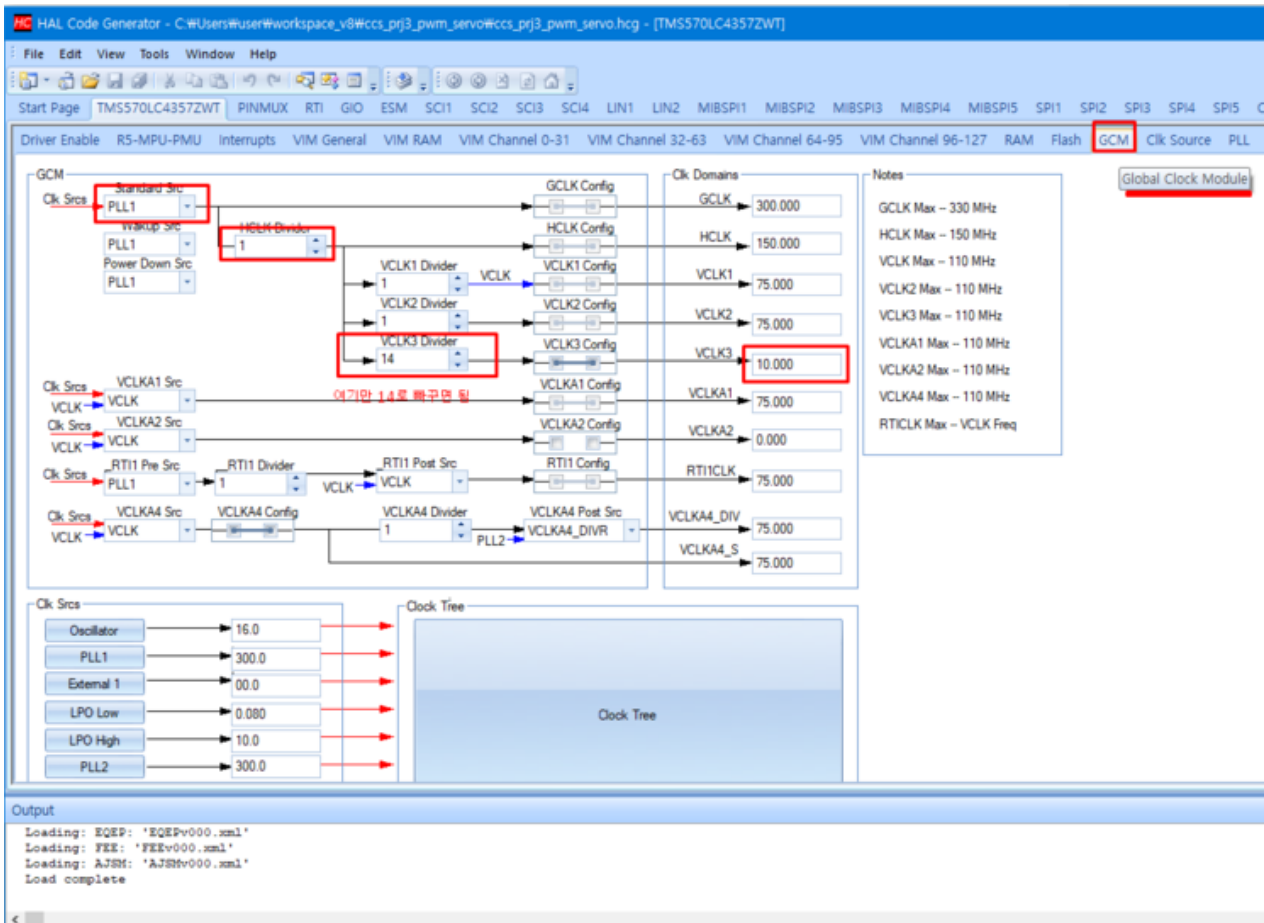 HC HAL Code Generator - C:₩Users₩user₩workspace_v8₩ccs_prj3_pwm_servo₩ccs_prj3_pwm_servo.hcg - [TMS570LC4357ZWT]
File Edit View Tools Window Help
Start Page TMS570LC4357ZWT PINMUX RTI GIO ESM SCI1 SCI2 SCI3 SCI4 LIN1 LIN2 MIBSPI1 MIBSPI2 MIBSPI3 MIBSPI4 MIBSPI5 SPI1 SPI2 SPI3 SPI4 SPI5
Driver Enable R5-MPU-PMU Interrupts VIM General VIM RAM VIM Channel 0-31 VIM Channel 32-63 VIM Channel 64-95 VIM Channel 96-127 RAM Flash GCM Clk Source PLL
Global Clock Module
GCM
Clk Srcs
Standard Src
PLL1
Wakup Src
PLL1
Power Down Src
PLL1
HCLK Divider
1
VCLK1 Divider
1
VCLK
VCLK2 Divider
1
VCLK3 Divider
14
여기만 14로 빠꾸면 됨
GCLK Config
HCLK Config
VCLK1 Config
VCLK2 Config
VCLK3 Config
Clk Srcs
VCLK
VCLKA1 Src
VCLK
VCLKA1 Config
Clk Srcs
VCLK
VCLKA2 Src
VCLK
VCLKA2 Config
Clk Srcs
_RTI1 Pre Src
PLL1
_RTI1 Divider
1
VCLK
_RTI1 Post Src
VCLK
RTI1 Config
Clk Srcs
VCLK
VCLKA4 Src
VCLK
VCLKA4 Config
VCLKA4 Divider
1
PLL2
VCLKA4 Post Src
VCLKA4_DIVR
Clk Domains
GCLK 300.000
HCLK 150.000
VCLK1 75.000
VCLK2 75.000
VCLK3 10.000
VCLKA1 75.000
VCLKA2 0.000
RTI1CLK 75.000
VCLKA4_DIV 75.000
VCLKA4_S 75.000
Notes
GCLK Max -- 330 MHz
HCLK Max -- 150 MHz
VCLK Max -- 110 MHz
VCLK2 Max -- 110 MHz
VCLK3 Max -- 110 MHz
VCLKA1 Max -- 110 MHz
VCLKA2 Max -- 110 MHz
VCLKA4 Max -- 110 MHz
RTICLK Max -- VCLK Freq
Clk Srcs
Oscillator 16.0
PLL1 300.0
External 1 00.0
LPO Low 0.080
LPO High 10.0
PLL2 300.0
Clock Tree
Clock Tree
Output
Loading: EQEP: 'EQEPv000.xml'
Loading: FEE: 'FEEv000.xml'
Loading: AJSM: 'AJSMv000.xml'
Load complete